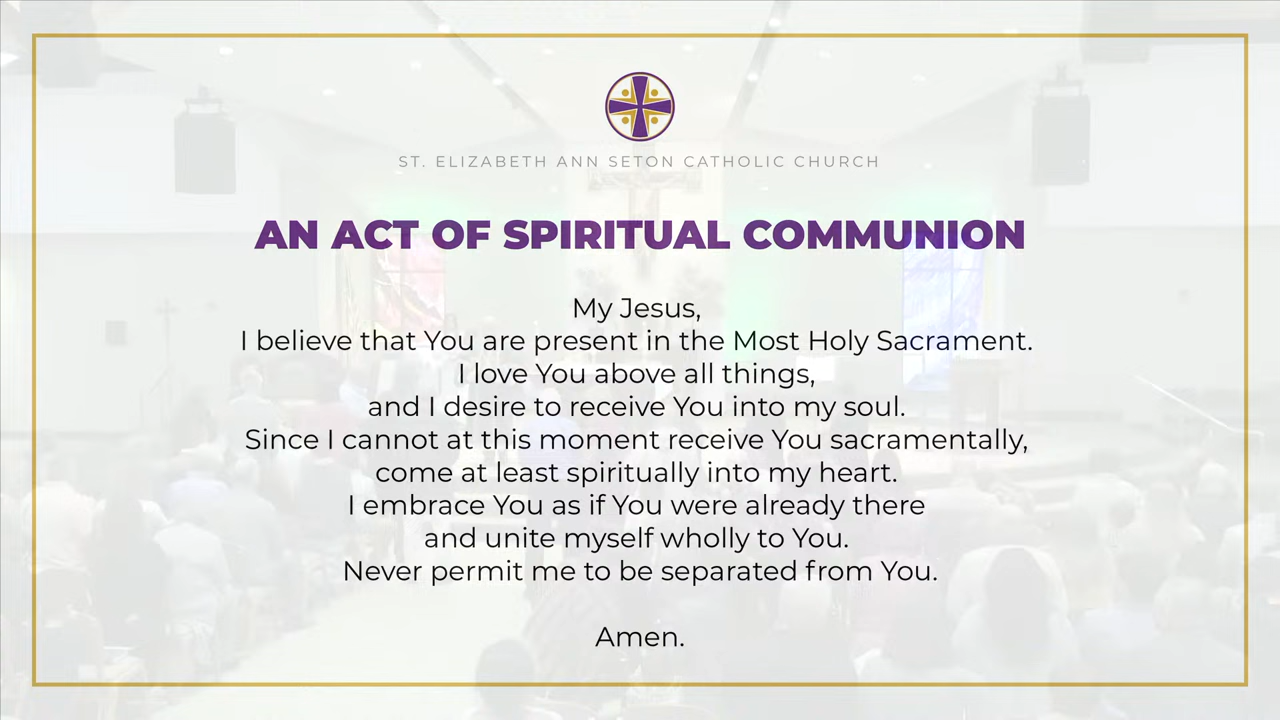 ST. ELIZABETH ANN SETON CATHOLIC CHURCH
AN ACT OF SPIRITUAL COMMUNION
My Jesus,
I believe that You are present in the Most Holy Sacrament.
I love You above all things,
and I desire to receive You into my soul.
Since I cannot at this moment receive You sacramentally,
come at least spiritually into my heart.
I embrace You as if You were already there
and unite myself wholly to You.
Never permit me to be separated from You.
Amen.